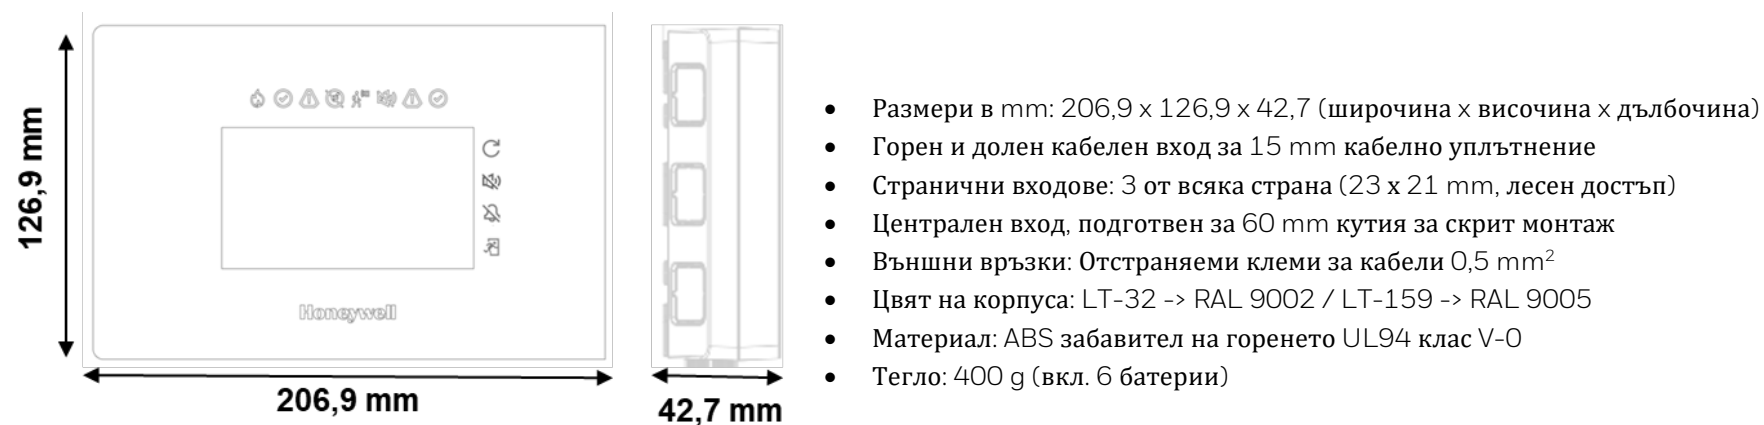 126,9 mm
Honeywell
206,9 mm
42,7 mm
• Размери в mm: 206,9 x 126,9 x 42,7 (широчина x височина x дълбочина)
• Горен и долен кабелен вход за 15 mm кабелно уплътнение
• Странични входове: 3 от всяка страна (23 x 21 mm, лесен достъп)
• Централен вход, подготвен за 60 mm кутия за скрит монтаж
• Външни връзки: Отстраняеми клеми за кабели 0,5 mm²
• Цвят на корпуса: LT-32 -> RAL 9002 / LT-159 -> RAL 9005
• Материал: ABS забавител на горенето UL94 клас V-0
• Тегло: 400 g (вкл. 6 батерии)